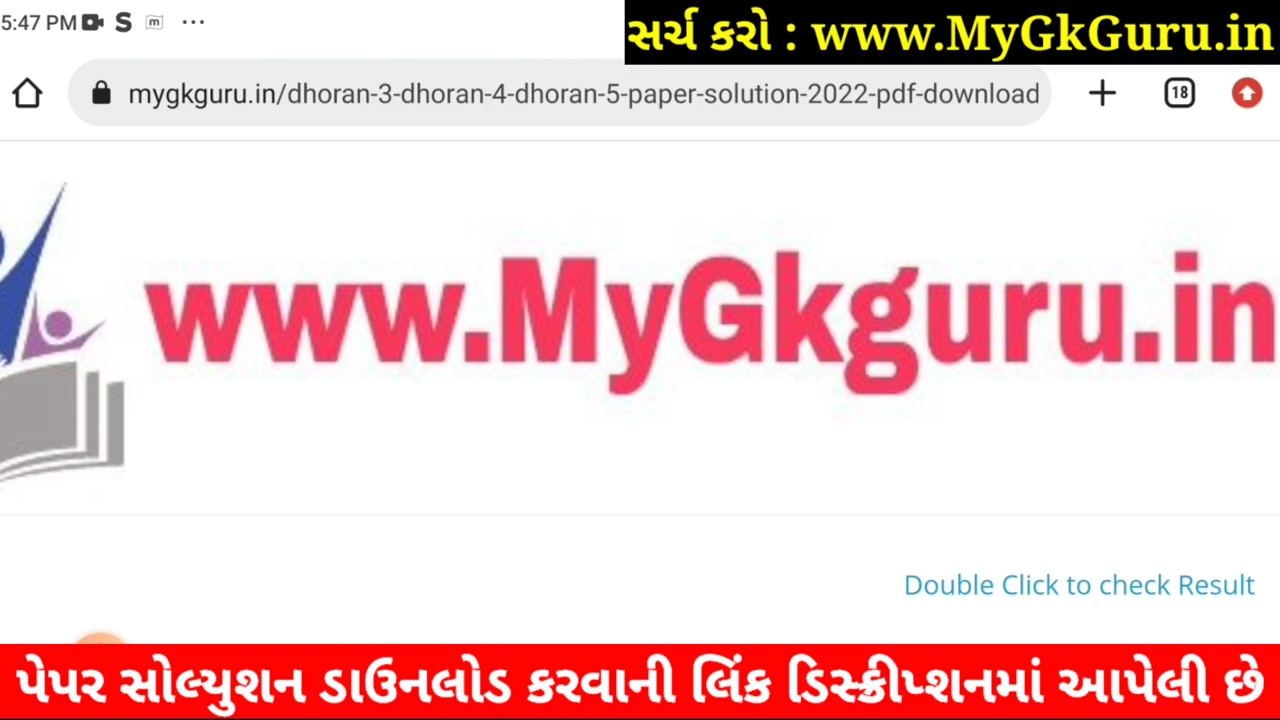 5:47 PM
સર્ચ કરો : www.MyGkGuru.in
mygkguru.in/dhoran-3-dhoran-4-dhoran-5-paper-solution-2022-pdf-download
18
www.MyGkguru.in
Double Click to check Result
પેપર સોલ્યુશન ડાઉનલોડ કરવાની લિંક ડિસ્ક્રીપ્શનમાં આપેલી છે